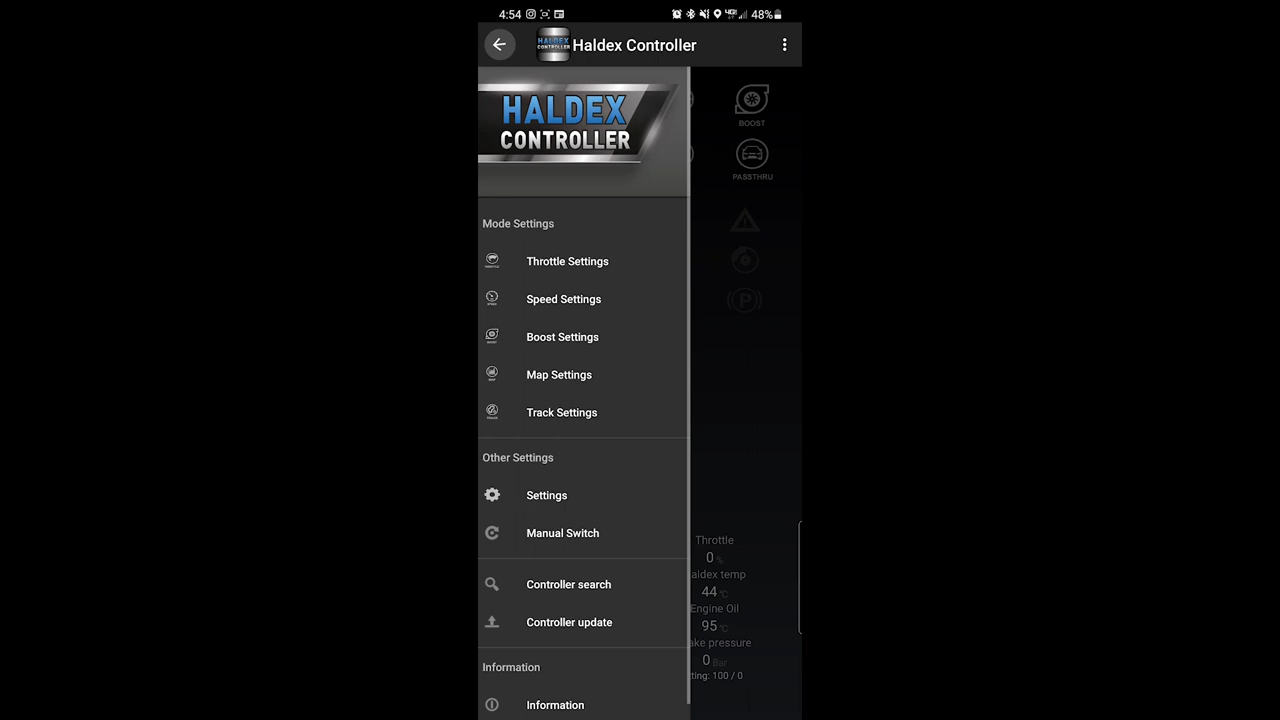 4:54
48%
Haldex Controller
HALDEX
CONTROLLER
BOOST
PASSTHRU
Mode Settings
Throttle Settings
Speed Settings
Boost Settings
Map Settings
Track Settings
Other Settings
Settings
Manual Switch
Throttle
0 %
Controller search
aldex temp
44 °C
Engine Oil
Controller update
95 °C
ake pressure
0 Bar
Information
ting: 100 / 0
Information